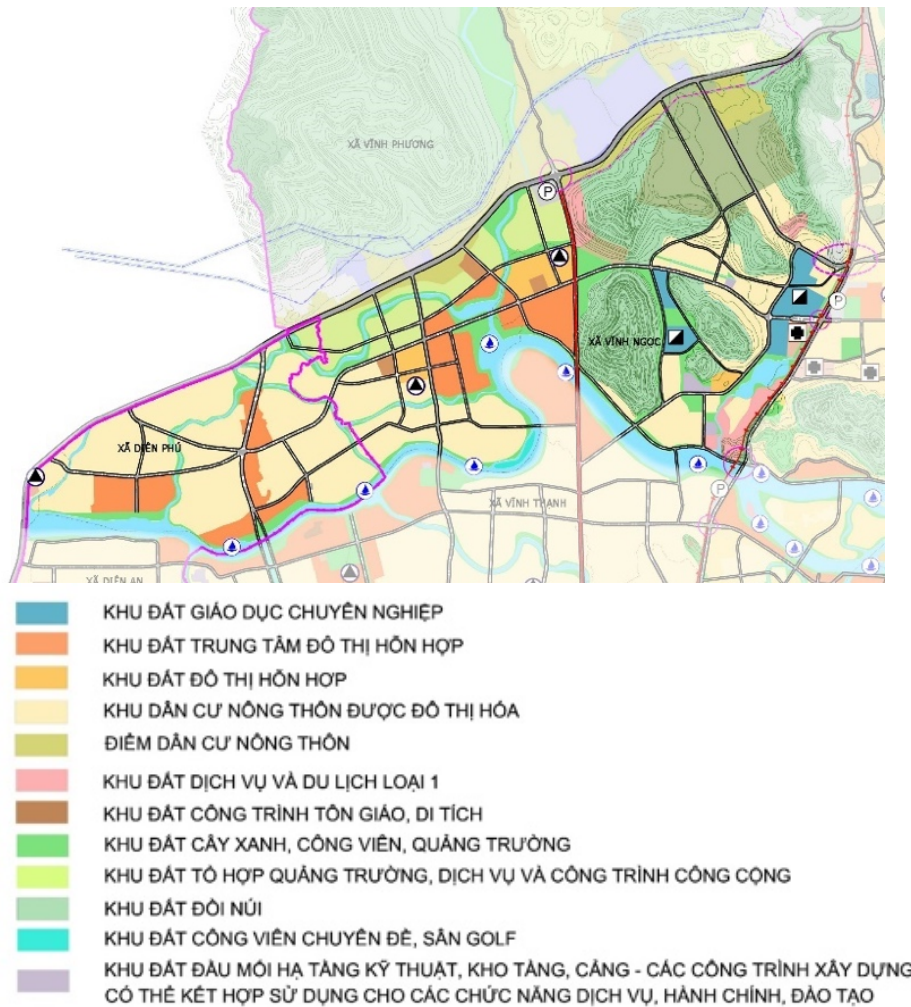 XÃ VĨNH PHƯƠNG
P
XÃ VĨNH NGỌC
P
XÃ DIÊN PHÚ
XÃ VĨNH THẠNH
P
XÃ DIÊN AN
KHU ĐẤT GIÁO DỤC CHUYÊN NGHIỆP
KHU ĐẤT TRUNG TÂM ĐÔ THỊ HỖN HỢP
KHU ĐẤT ĐÔ THỊ HỖN HƠP
KHU DÂN CƯ NÔNG THÔN ĐƯỢC ĐÔ THỊ HÓA
ĐIỂM DÂN CƯ NÔNG THÔN
KHU ĐẤT DỊCH VỤ VÀ DU LỊCH LOẠI 1
KHU ĐẤT CÔNG TRÌNH TÔN GIÁO, DI TÍCH
KHU ĐẤT CÂY XANH, CÔNG VIÊN, QUẢNG TRƯỜNG
KHU ĐẤT TỔ HỢP QUẢNG TRƯỜNG, DỊCH VỤ VÀ CÔNG TRÌNH CÔNG CỘNG
KHU ĐẤT ĐỒI NÚI
KHU ĐẤT CÔNG VIÊN CHUYÊN ĐỀ, SÂN GOLF
KHU ĐẤT ĐẦU MỐI HẠ TẦNG KỸ THUẬT, KHO TÀNG, CẢNG - CÁC CÔNG TRÌNH XÂY DỰNG
CÓ THỂ KẾT HỢP SỬ DỤNG CHO CÁC CHỨC NĂNG DỊCH VỤ, HÀNH CHÍNH, ĐÀO TẠO